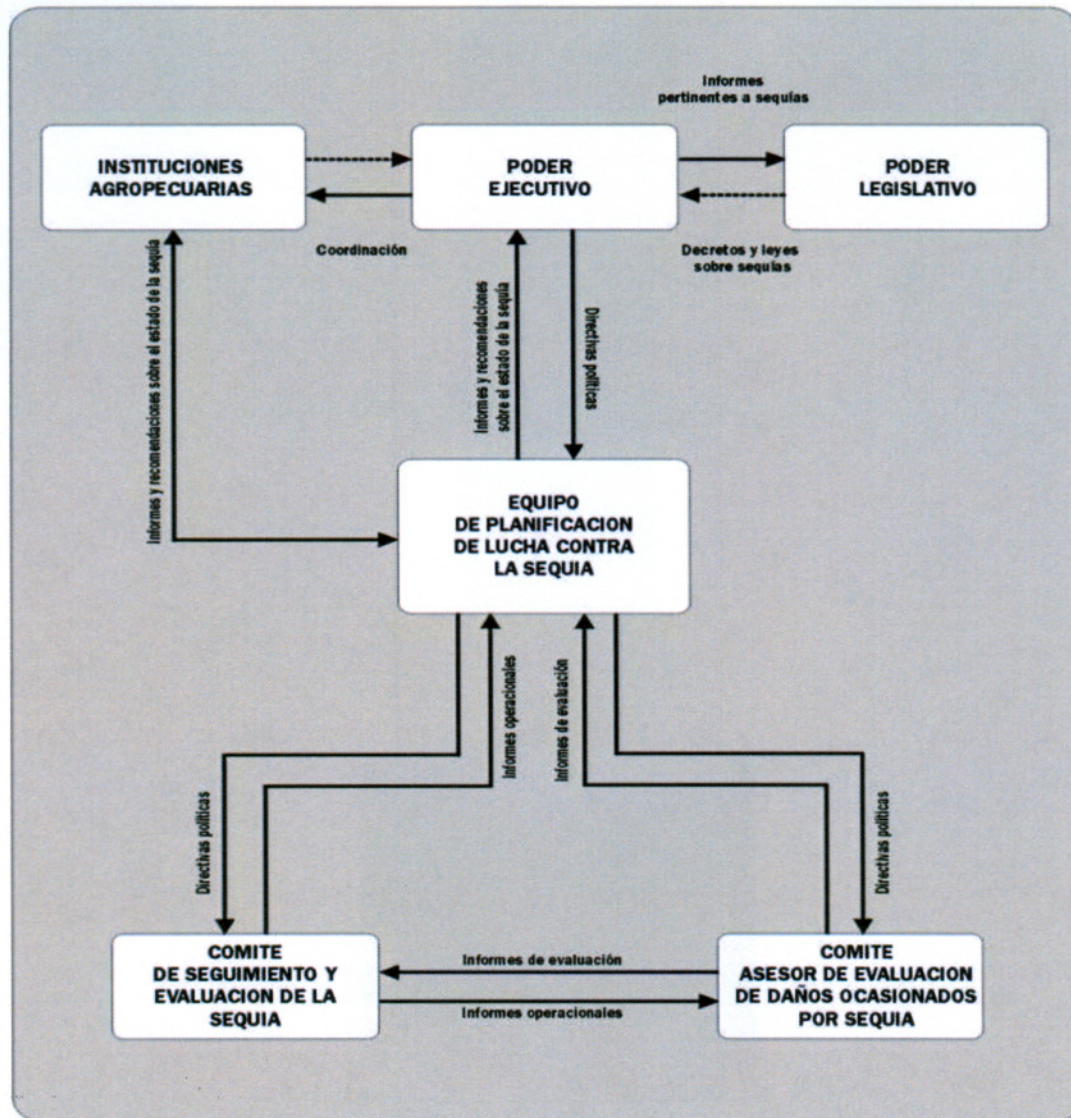 Informes
pertinentes a sequías
INSTITUCIONES
AGROPECUARIAS
PODER
EJECUTIVO
PODER
LEGISLATIVO
Coordinación
Decretos y leyes
sobre sequías
Informes y recomendaciones sobre el estado de la sequía
Informes y recomendaciones
sobre el estado de la sequía
Directivas políticas
EQUIPO
DE PLANIFICACION
DE LUCHA CONTRA
LA SEQUIA
Informes operacionales
Informes de evaluación
Directivas políticas
Directivas políticas
COMITE
DE SEGUIMIENTO Y
EVALUACION DE LA
SEQUIA
Informes de evaluación
Informes operacionales
COMITE
ASESOR DE EVALUACION
DE DAÑOS OCASIONADOS
POR SEQUIA